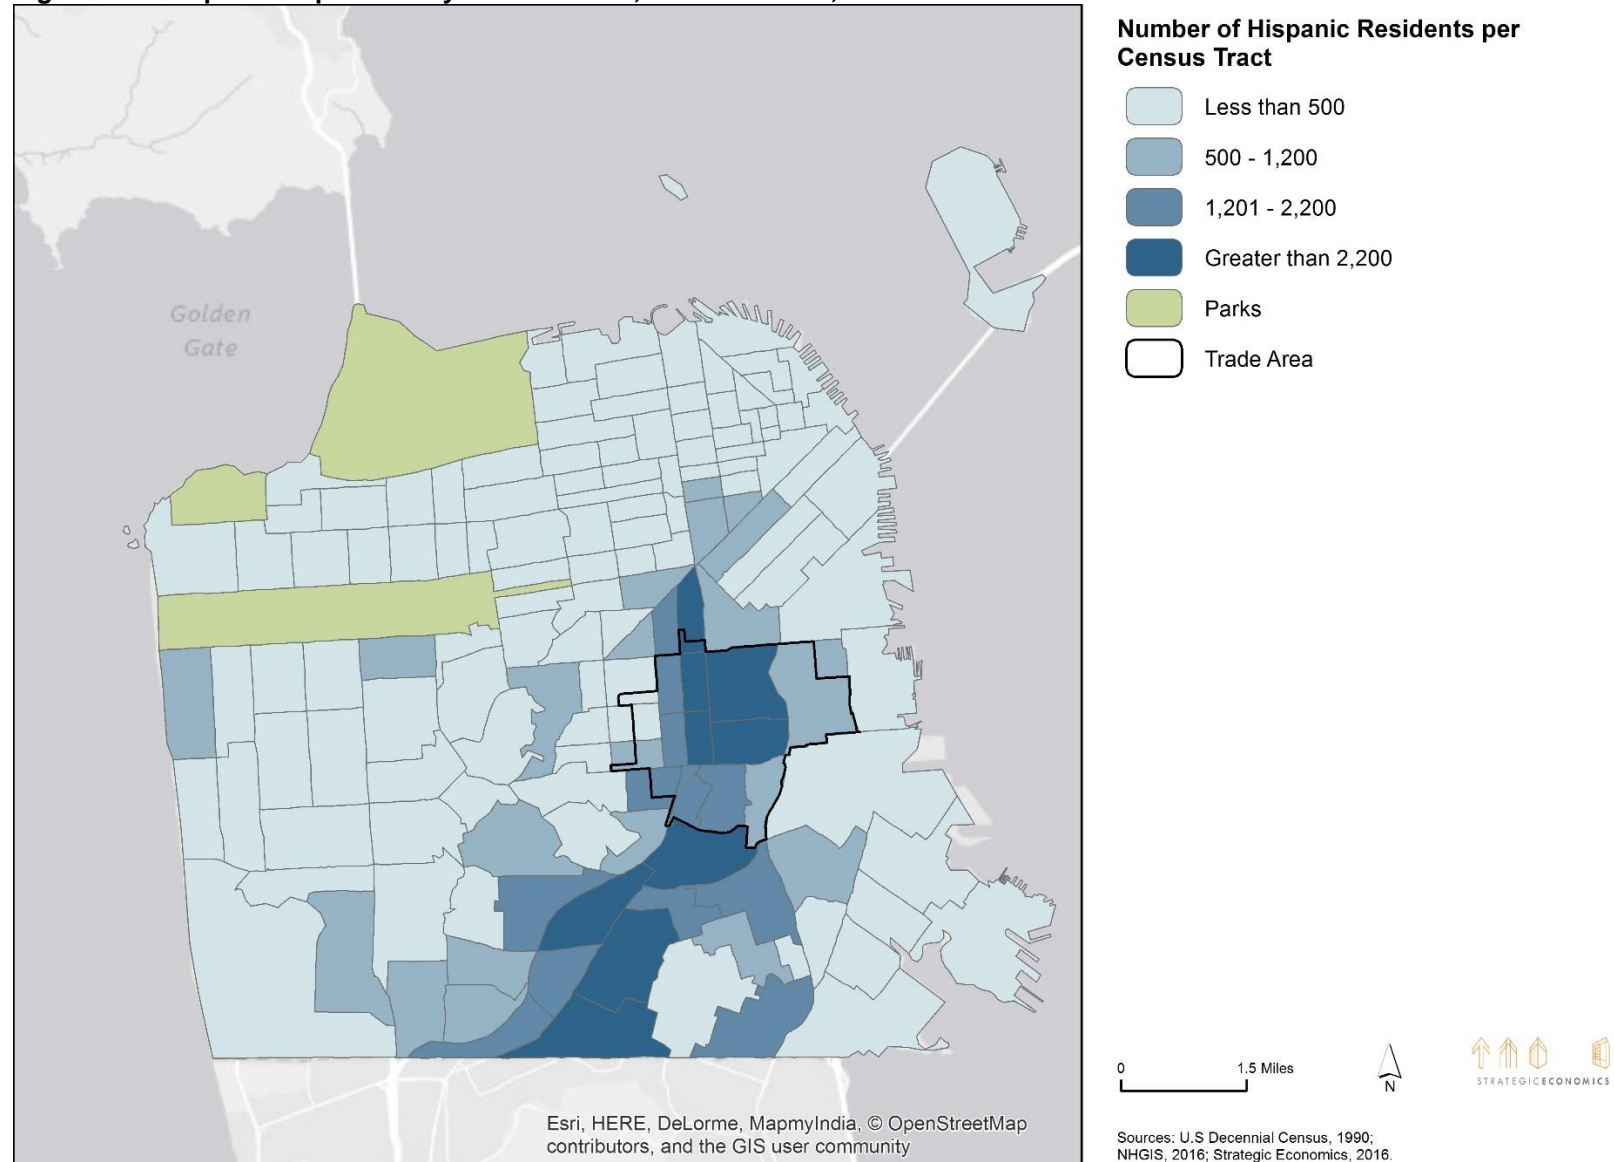 Number of Hispanic Residents per
Census Tract
Less than 500
500 - 1,200
1,201 - 2,200
Greater than 2,200
Parks
Trade Area
Golden
Gate
0
1.5 Miles
N
STRATEGICECONOMICS
Esri, HERE, DeLorme, MapmyIndia, © OpenStreetMap
contributors, and the GIS user community
Sources: U.S Decennial Census, 1990;
NHGIS, 2016; Strategic Economics, 2016.